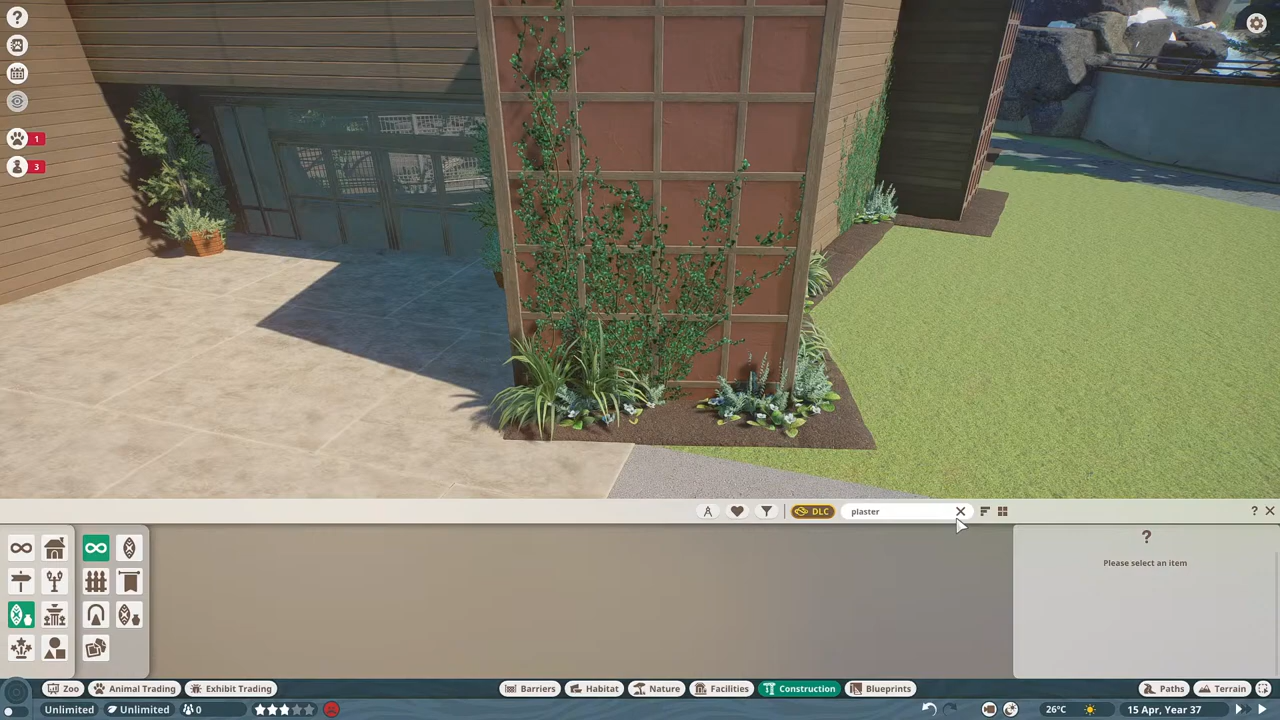 ?
1
3
DLC
plaster
?
?
Please select an item
Zoo
Animal Trading
Exhibit Trading
Barriers
Habitat
Nature
Facilities
Construction
Blueprints
Paths
Terrain
Unlimited
Unlimited
0
26°C
15 Apr, Year 37